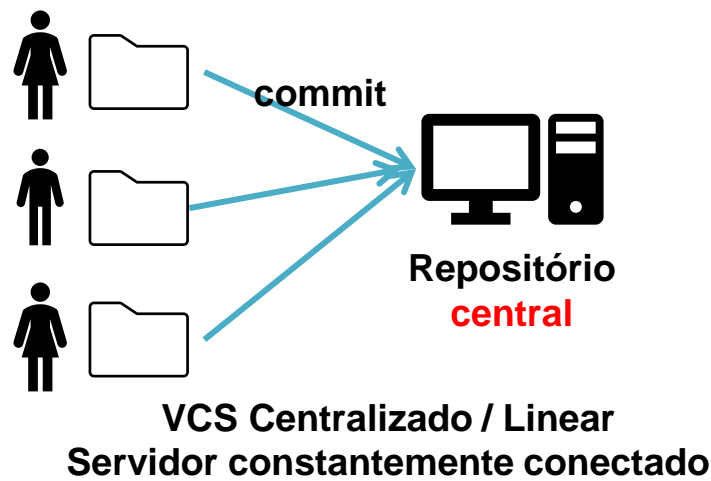 commit
Repositório
central
VCS Centralizado / Linear
Servidor constantemente conectado